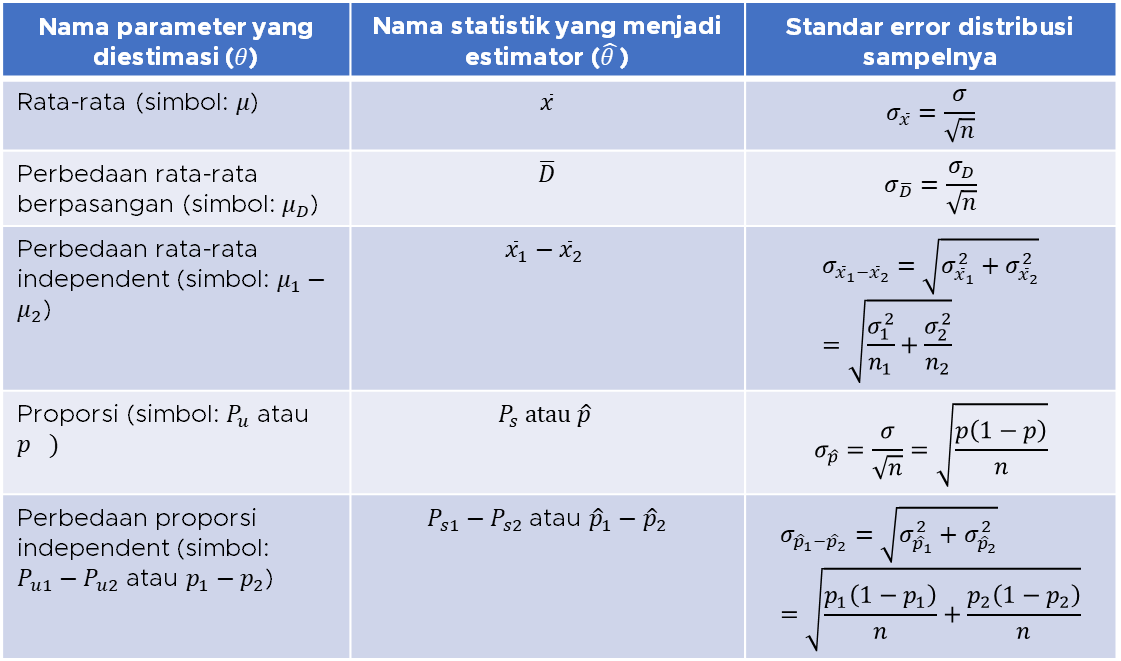 Nama parameter yang
diestimasi (θ)
Nama statistik yang menjadi
estimator (θ̂ )
Standar error distribusi
sampelnya
Rata-rata (simbol: μ)
x̄
σ_x̄ = σ/√n
Perbedaan rata-rata
berpasangan (simbol: μ_D)
D̄
σ_D̄ = σ_D/√n
Perbedaan rata-rata
independent (simbol: μ₁ −
μ₂)
x̄₁ − x̄₂
σ_x̄₁−x̄₂ = √(σ²_x̄₁ + σ²_x̄₂)
= √(σ₁²/n₁ + σ₂²/n₂)
Proporsi (simbol: P_u atau
p )
P_s atau p̂
σ_p̂ = σ/√n = √(p(1 − p)/n)
Perbedaan proporsi
independent (simbol:
P_u1 − P_u2 atau p₁ − p₂)
P_s1 − P_s2 atau p̂₁ − p̂₂
σ_p̂₁−p̂₂ = √(σ²_p̂₁ + σ²_p̂₂)
= √(p₁(1 − p₁)/n + p₂(1 − p₂)/n)